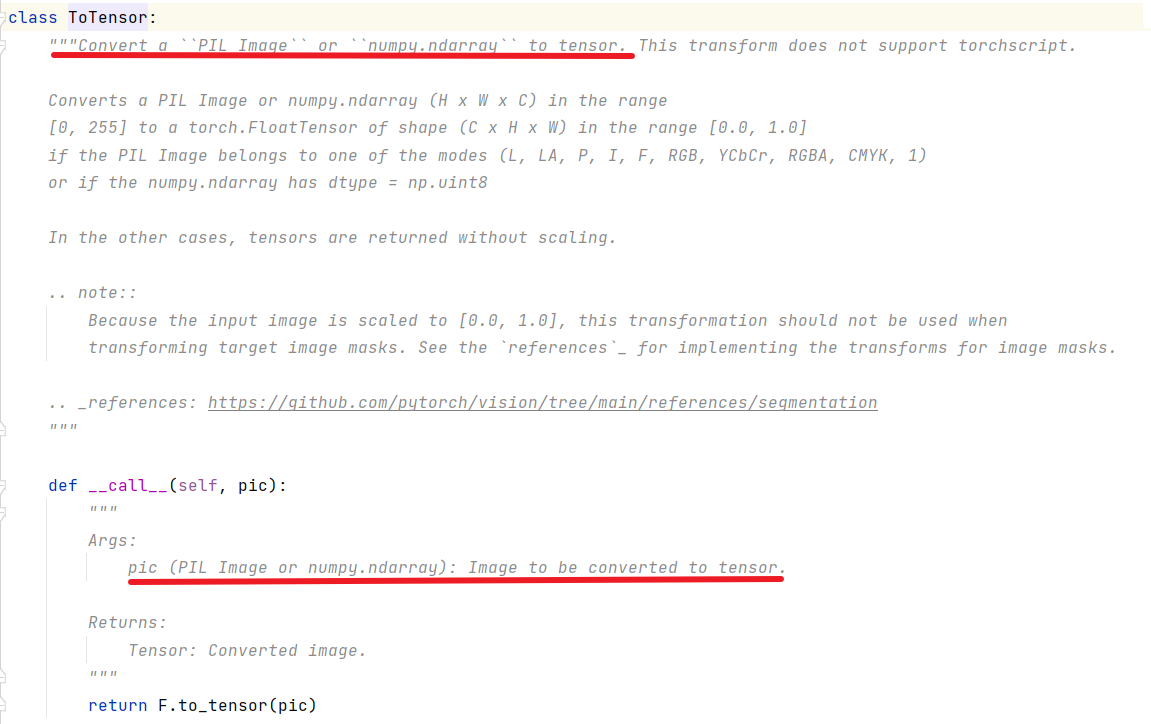 class ToTensor:
"""Convert a ``PIL Image`` or ``numpy.ndarray`` to tensor. This transform does not support torchscript.
Converts a PIL Image or numpy.ndarray (H x W x C) in the range
[0, 255] to a torch.FloatTensor of shape (C x H x W) in the range [0.0, 1.0]
if the PIL Image belongs to one of the modes (L, LA, P, I, F, RGB, YCbCr, RGBA, CMYK, 1)
or if the numpy.ndarray has dtype = np.uint8
In the other cases, tensors are returned without scaling.
.. note::
Because the input image is scaled to [0.0, 1.0], this transformation should not be used when
transforming target image masks. See the `references`_ for implementing the transforms for image masks.
.. _references: https://github.com/pytorch/vision/tree/main/references/segmentation
"""
def __call__(self, pic):
"""
Args:
pic (PIL Image or numpy.ndarray): Image to be converted to tensor.
Returns:
Tensor: Converted image.
"""
return F.to_tensor(pic)